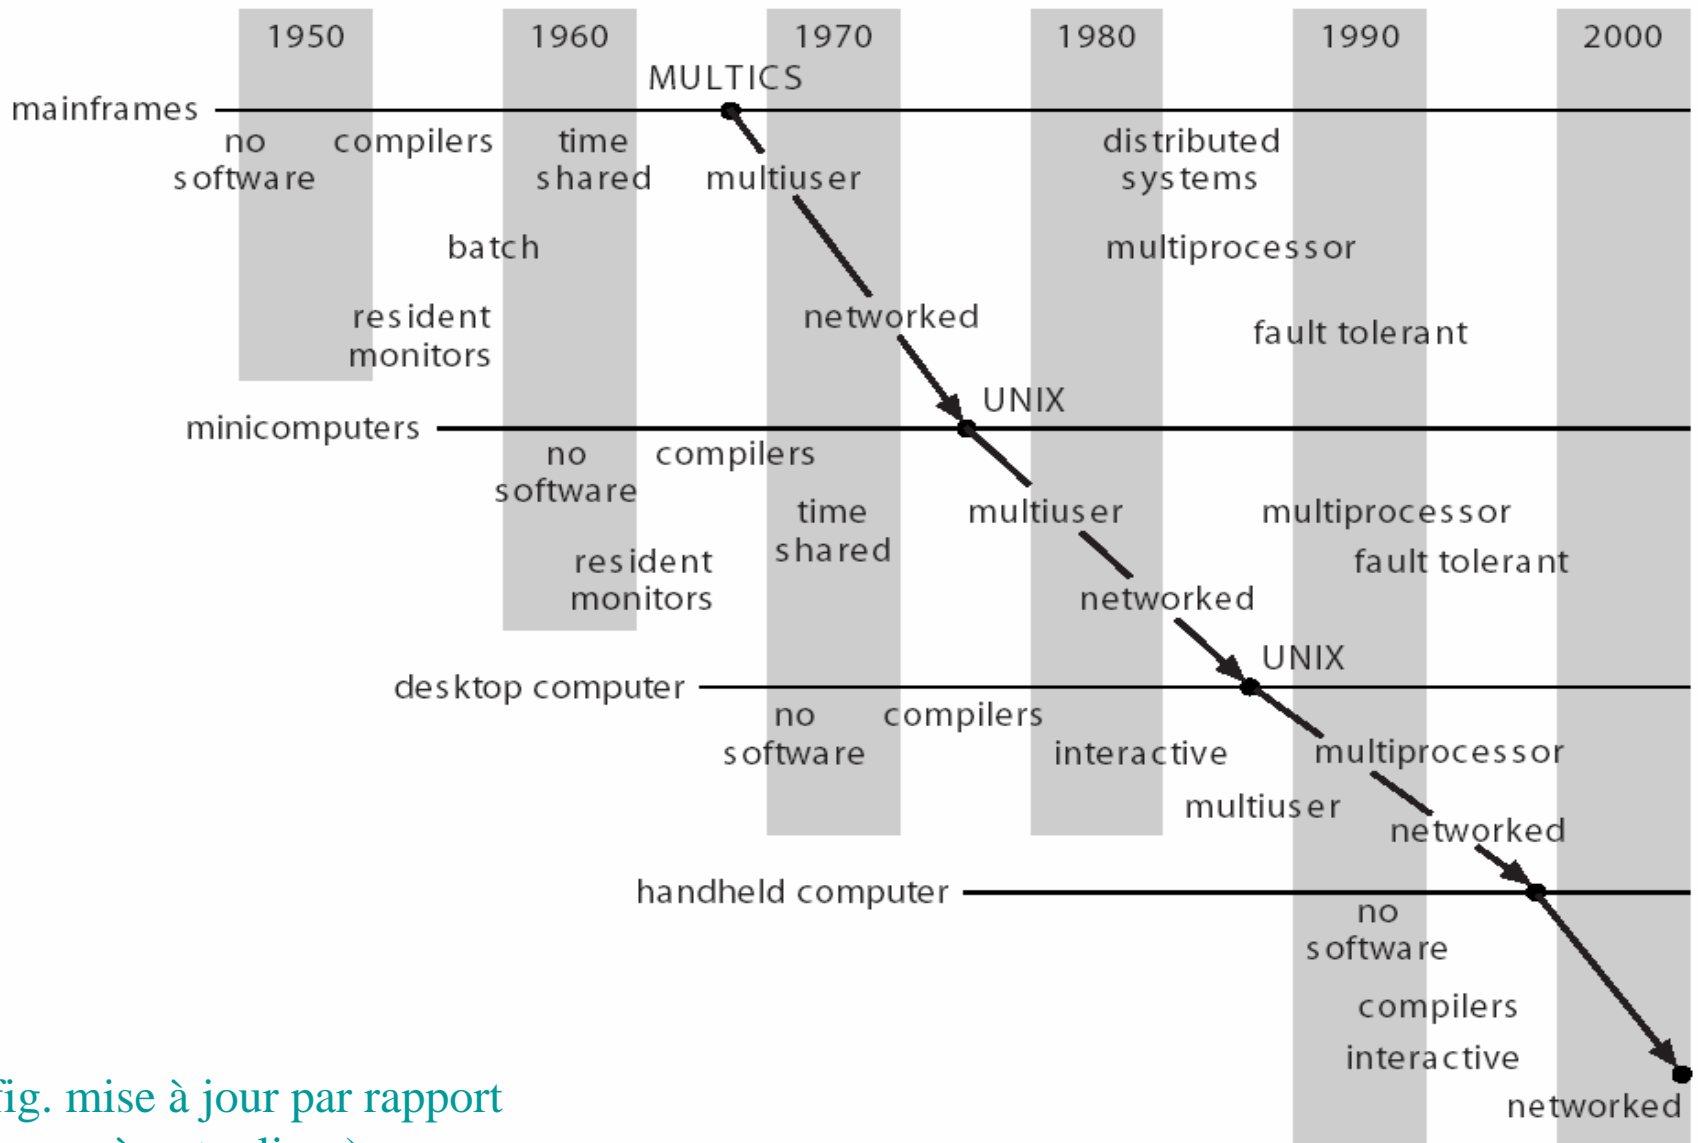 1950 1960 1970 1980 1990 2000
MULTICS
mainframes
no compilers time distributed
software shared multiuser systems
batch multiprocessor
resident networked fault tolerant
monitors
UNIX
minicomputers
no compilers
software
time multiuser multiprocessor
shared
resident fault tolerant
monitors networked
UNIX
desktop computer
no compilers
software interactive multiprocessor
multiuser
networked
handheld computer
no
software
compilers
interactive
fig. mise à jour par rapport
networked